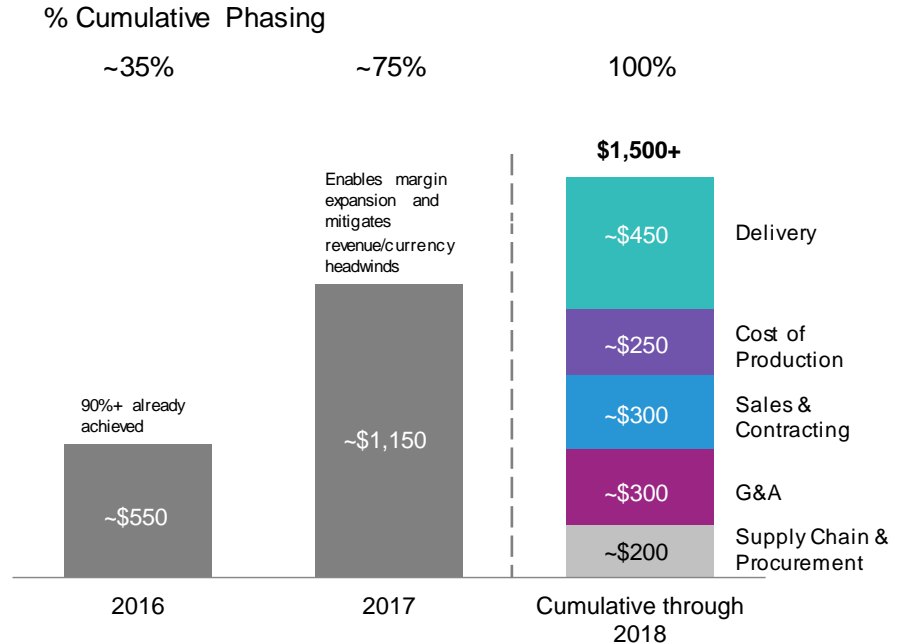 % Cumulative Phasing
~35%
~75%
100%
$1,500+
Enables margin
expansion and
mitigates
revenue/currency
headwinds
~$450
Delivery
~$250
Cost of
Production
90%+ already
achieved
~$300
Sales &
Contracting
~$1,150
~$550
~$300
G&A
~$200
Supply Chain &
Procurement
2016
2017
Cumulative through
2018